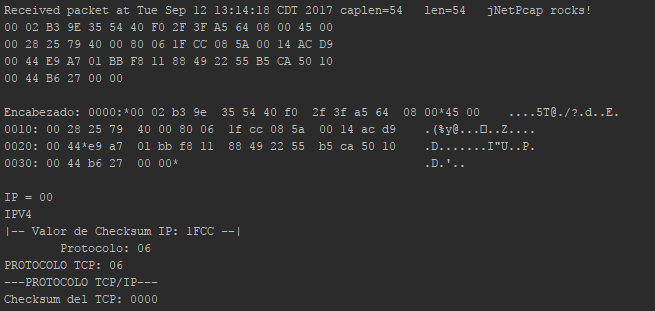 Received packet at Tue Sep 12 13:14:18 CDT 2017 caplen=54   len=54   jNetPcap rocks!
00 02 B3 9E 35 54 40 F0 2F 3F A5 64 08 00 45 00
00 28 25 79 40 00 80 06 1F CC 08 5A 00 14 AC D9
00 44 E9 A7 01 BB F8 11 88 49 22 55 B5 CA 50 10
00 44 B6 27 00 00
Encabezado: 0000:*00 02 b3 9e  35 54 40 f0  2f 3f a5 64  08 00*45 00    ....5T@./?.d..E.
0010: 00 28 25 79  40 00 80 06  1f cc 08 5a  00 14 ac d9    .(%y@...□..Z....
0020: 00 44*e9 a7  01 bb f8 11  88 49 22 55  b5 ca 50 10    .D.......I"U..P.
0030: 00 44 b6 27  00 00*                                   .D.'..
IP = 00
IPV4
|-- Valor de Checksum IP: 1FCC --|
Protocolo: 06
PROTOCOLO TCP: 06
---PROTOCOLO TCP/IP---
Checksum del TCP: 0000